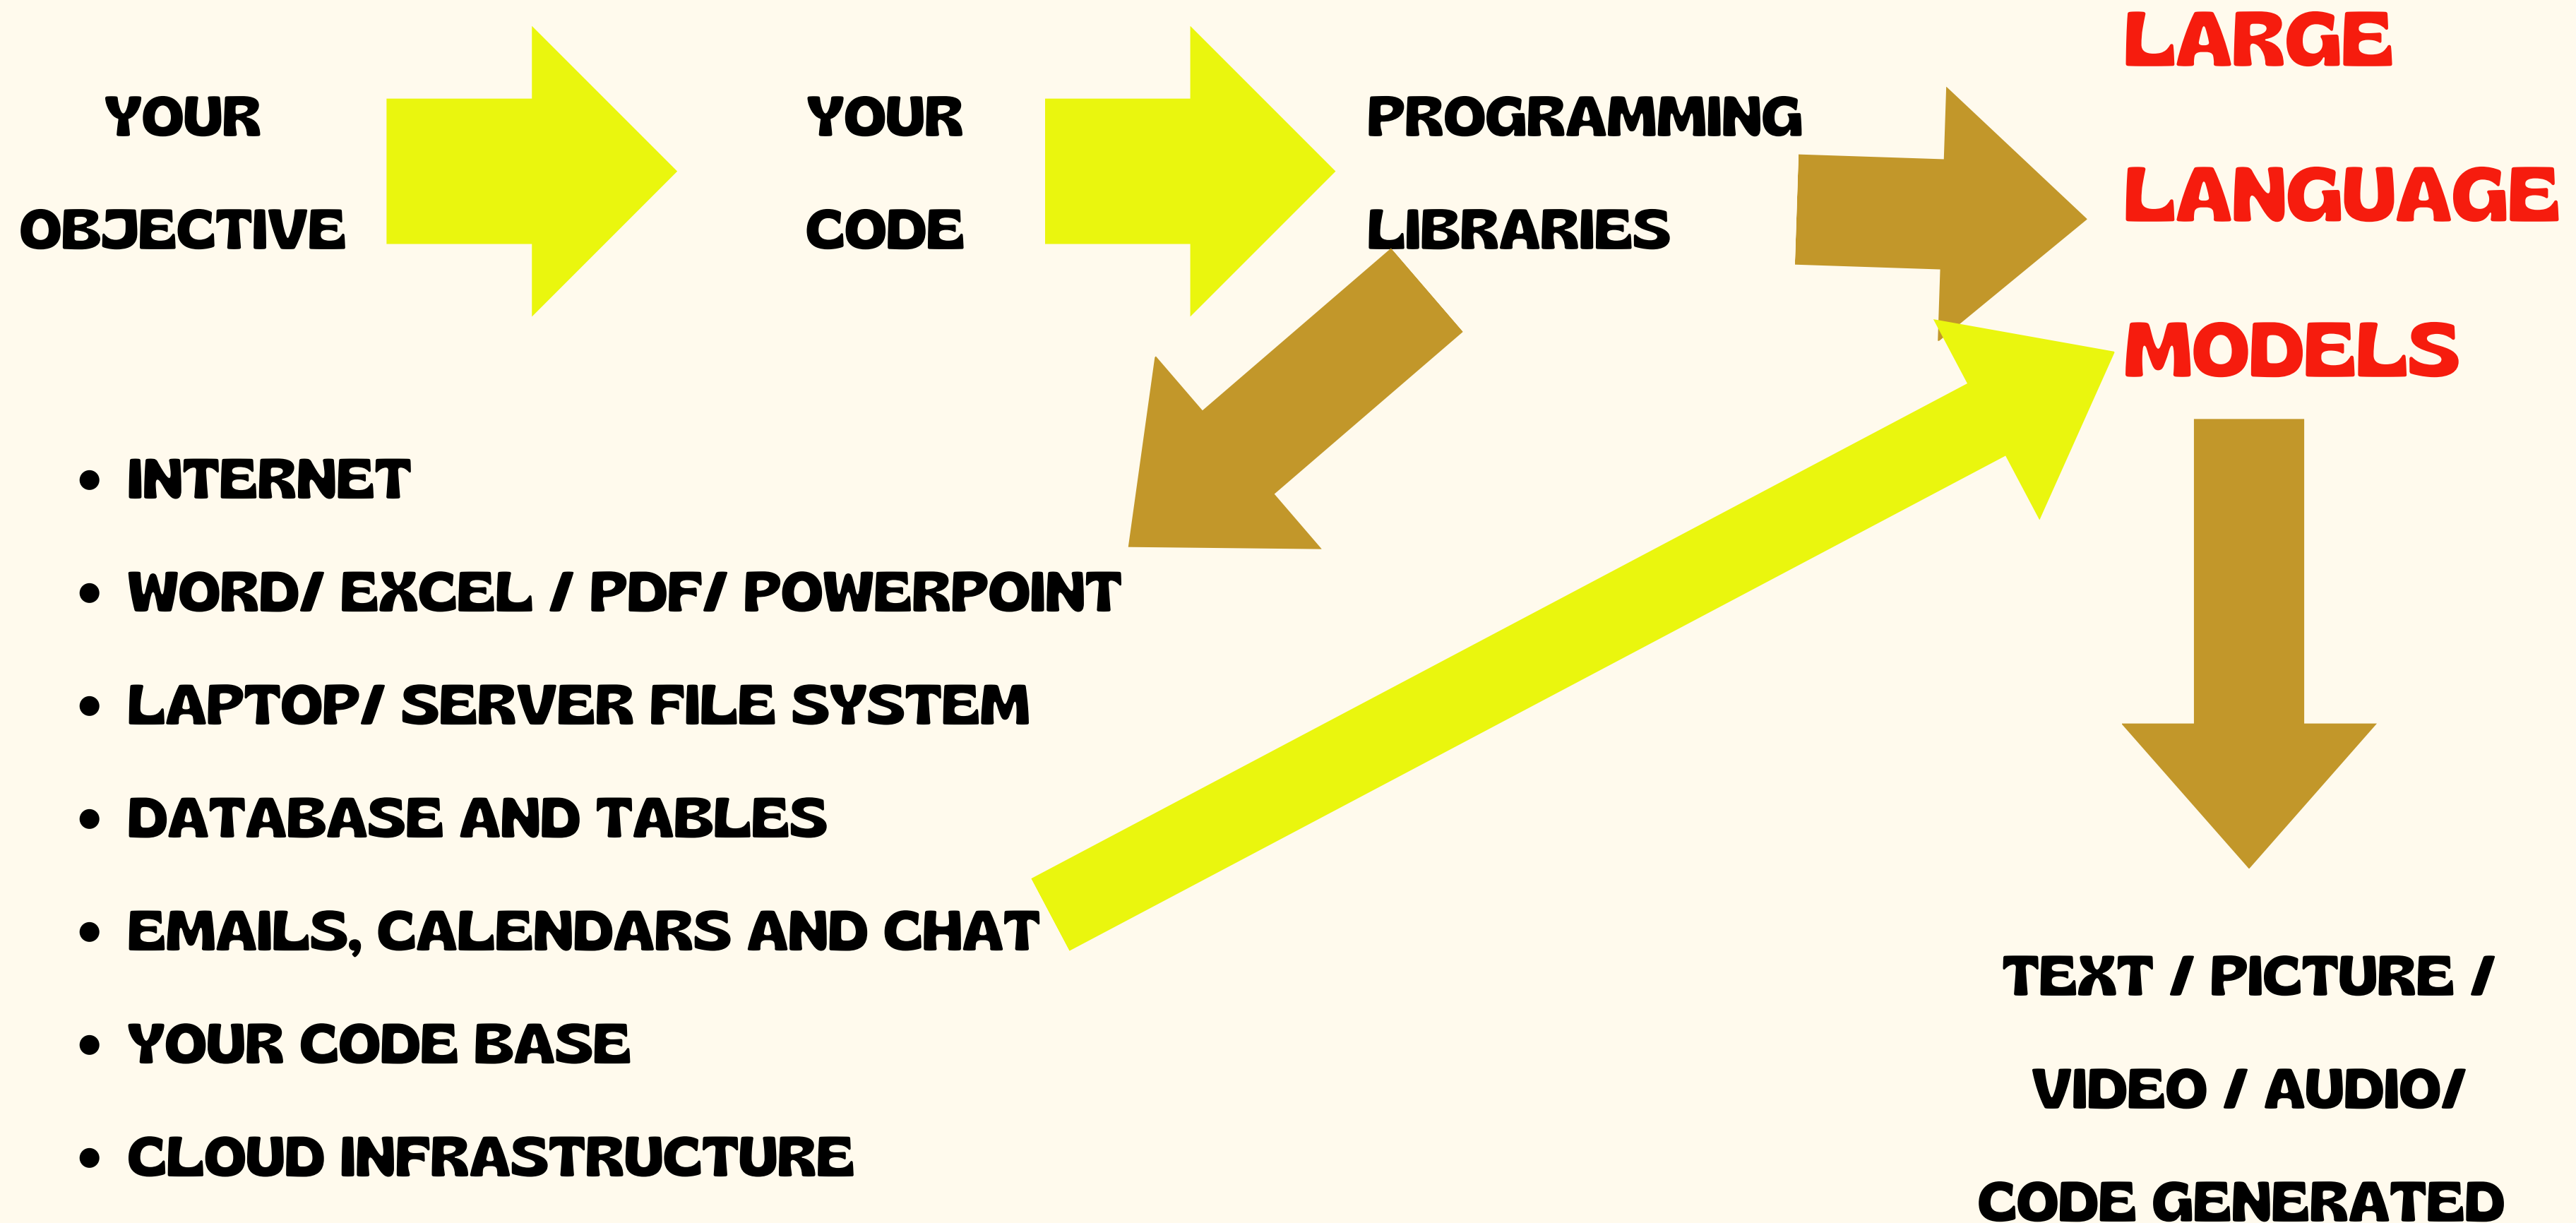 YOUR
OBJECTIVE
YOUR
CODE
PROGRAMMING
LIBRARIES
LARGE
LANGUAGE
MODELS
• INTERNET
• WORD/ EXCEL / PDF/ POWERPOINT
• LAPTOP/ SERVER FILE SYSTEM
• DATABASE AND TABLES
• EMAILS, CALENDARS AND CHAT
• YOUR CODE BASE
• CLOUD INFRASTRUCTURE
TEXT / PICTURE /
VIDEO / AUDIO/
CODE GENERATED